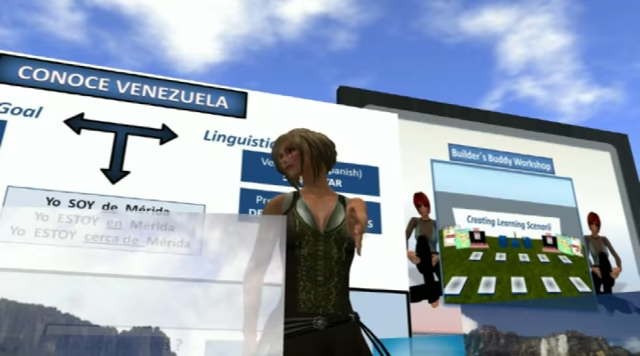 CONOCE VENEZUELA
Goal
Linguistic
Yo SOY de Mérida
Yo ESTOY en Mérida
Yo ESTOY cerca de Mérida
?
Builder's Buddy Workshop
Creating Learning Scenarii